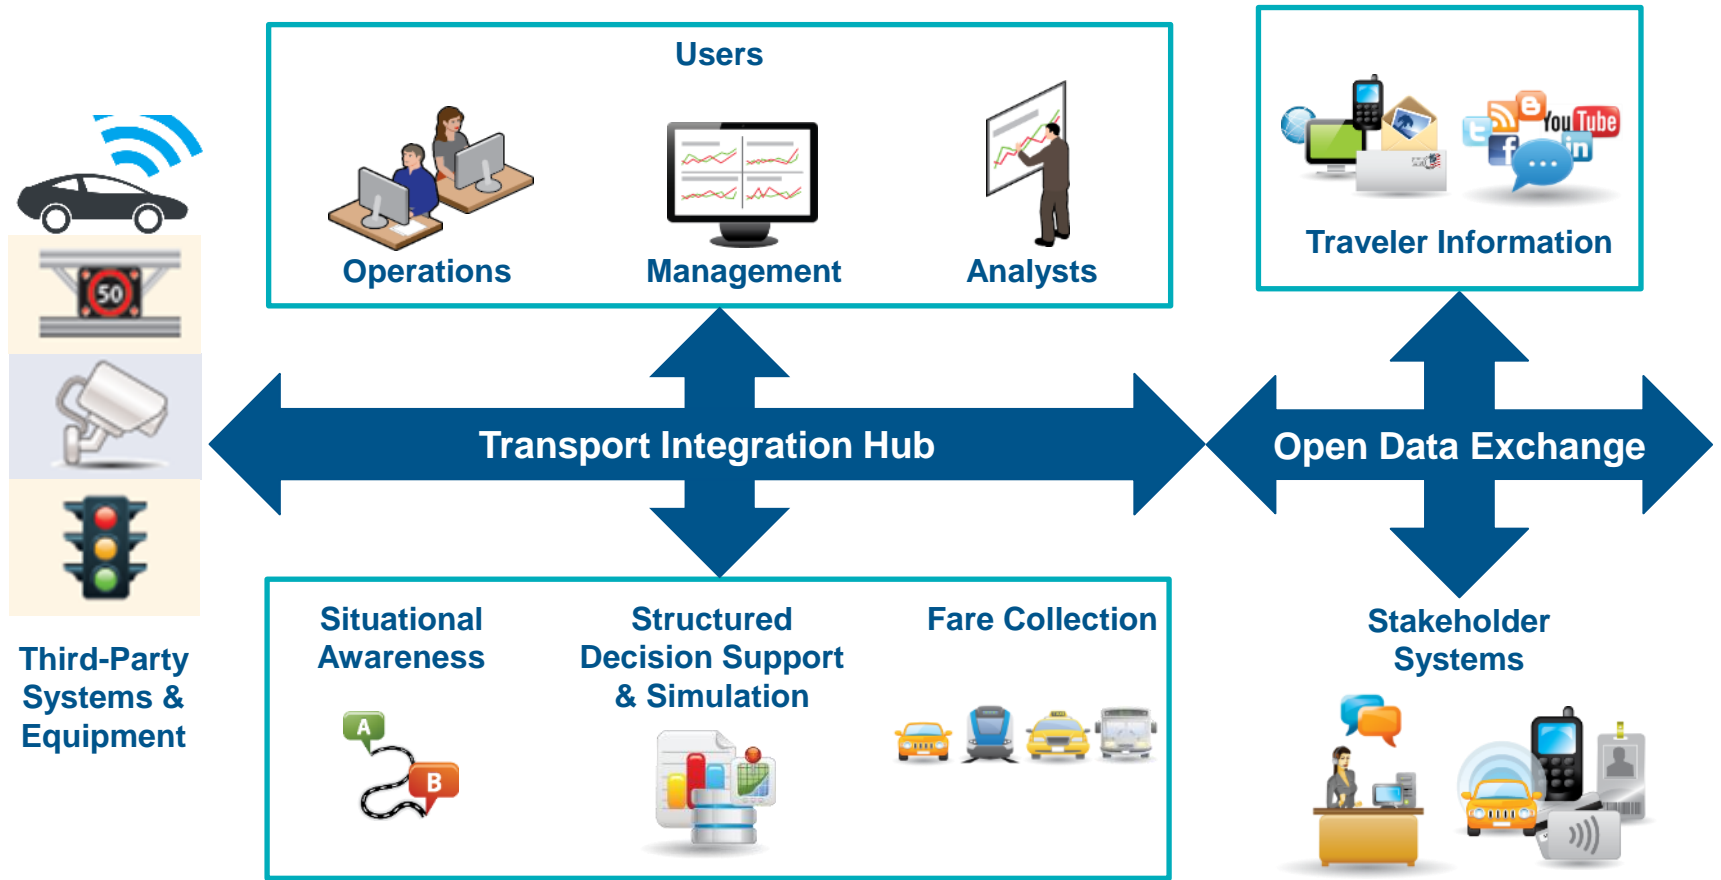 Users
Operations
Management
Analysts
You Tube
f
in
t
B
Traveler Information
50
Transport Integration Hub
Open Data Exchange
Third-Party
Systems &
Equipment
Situational
Awareness
A
B
Structured
Decision Support
& Simulation
Fare Collection
TAXI
Stakeholder
Systems